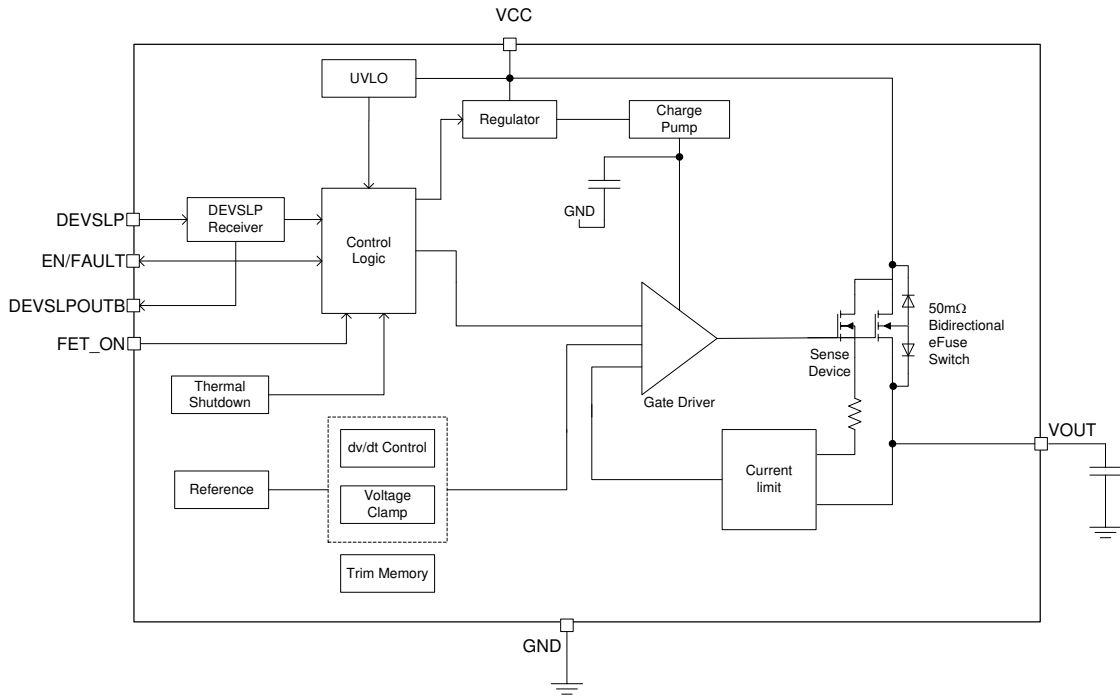 VCC
UVLO
Regulator
Charge
Pump
GND
DEVSLP
DEVSLP
Receiver
Control
Logic
EN/FAULT
DEVSLPOUTB
FET_ON
50mΩ
Bidirectional
eFuse
Switch
Sense
Device
Thermal
Shutdown
Gate Driver
dv/dt Control
VOUT
Reference
Voltage
Clamp
Current
limit
Trim Memory
GND